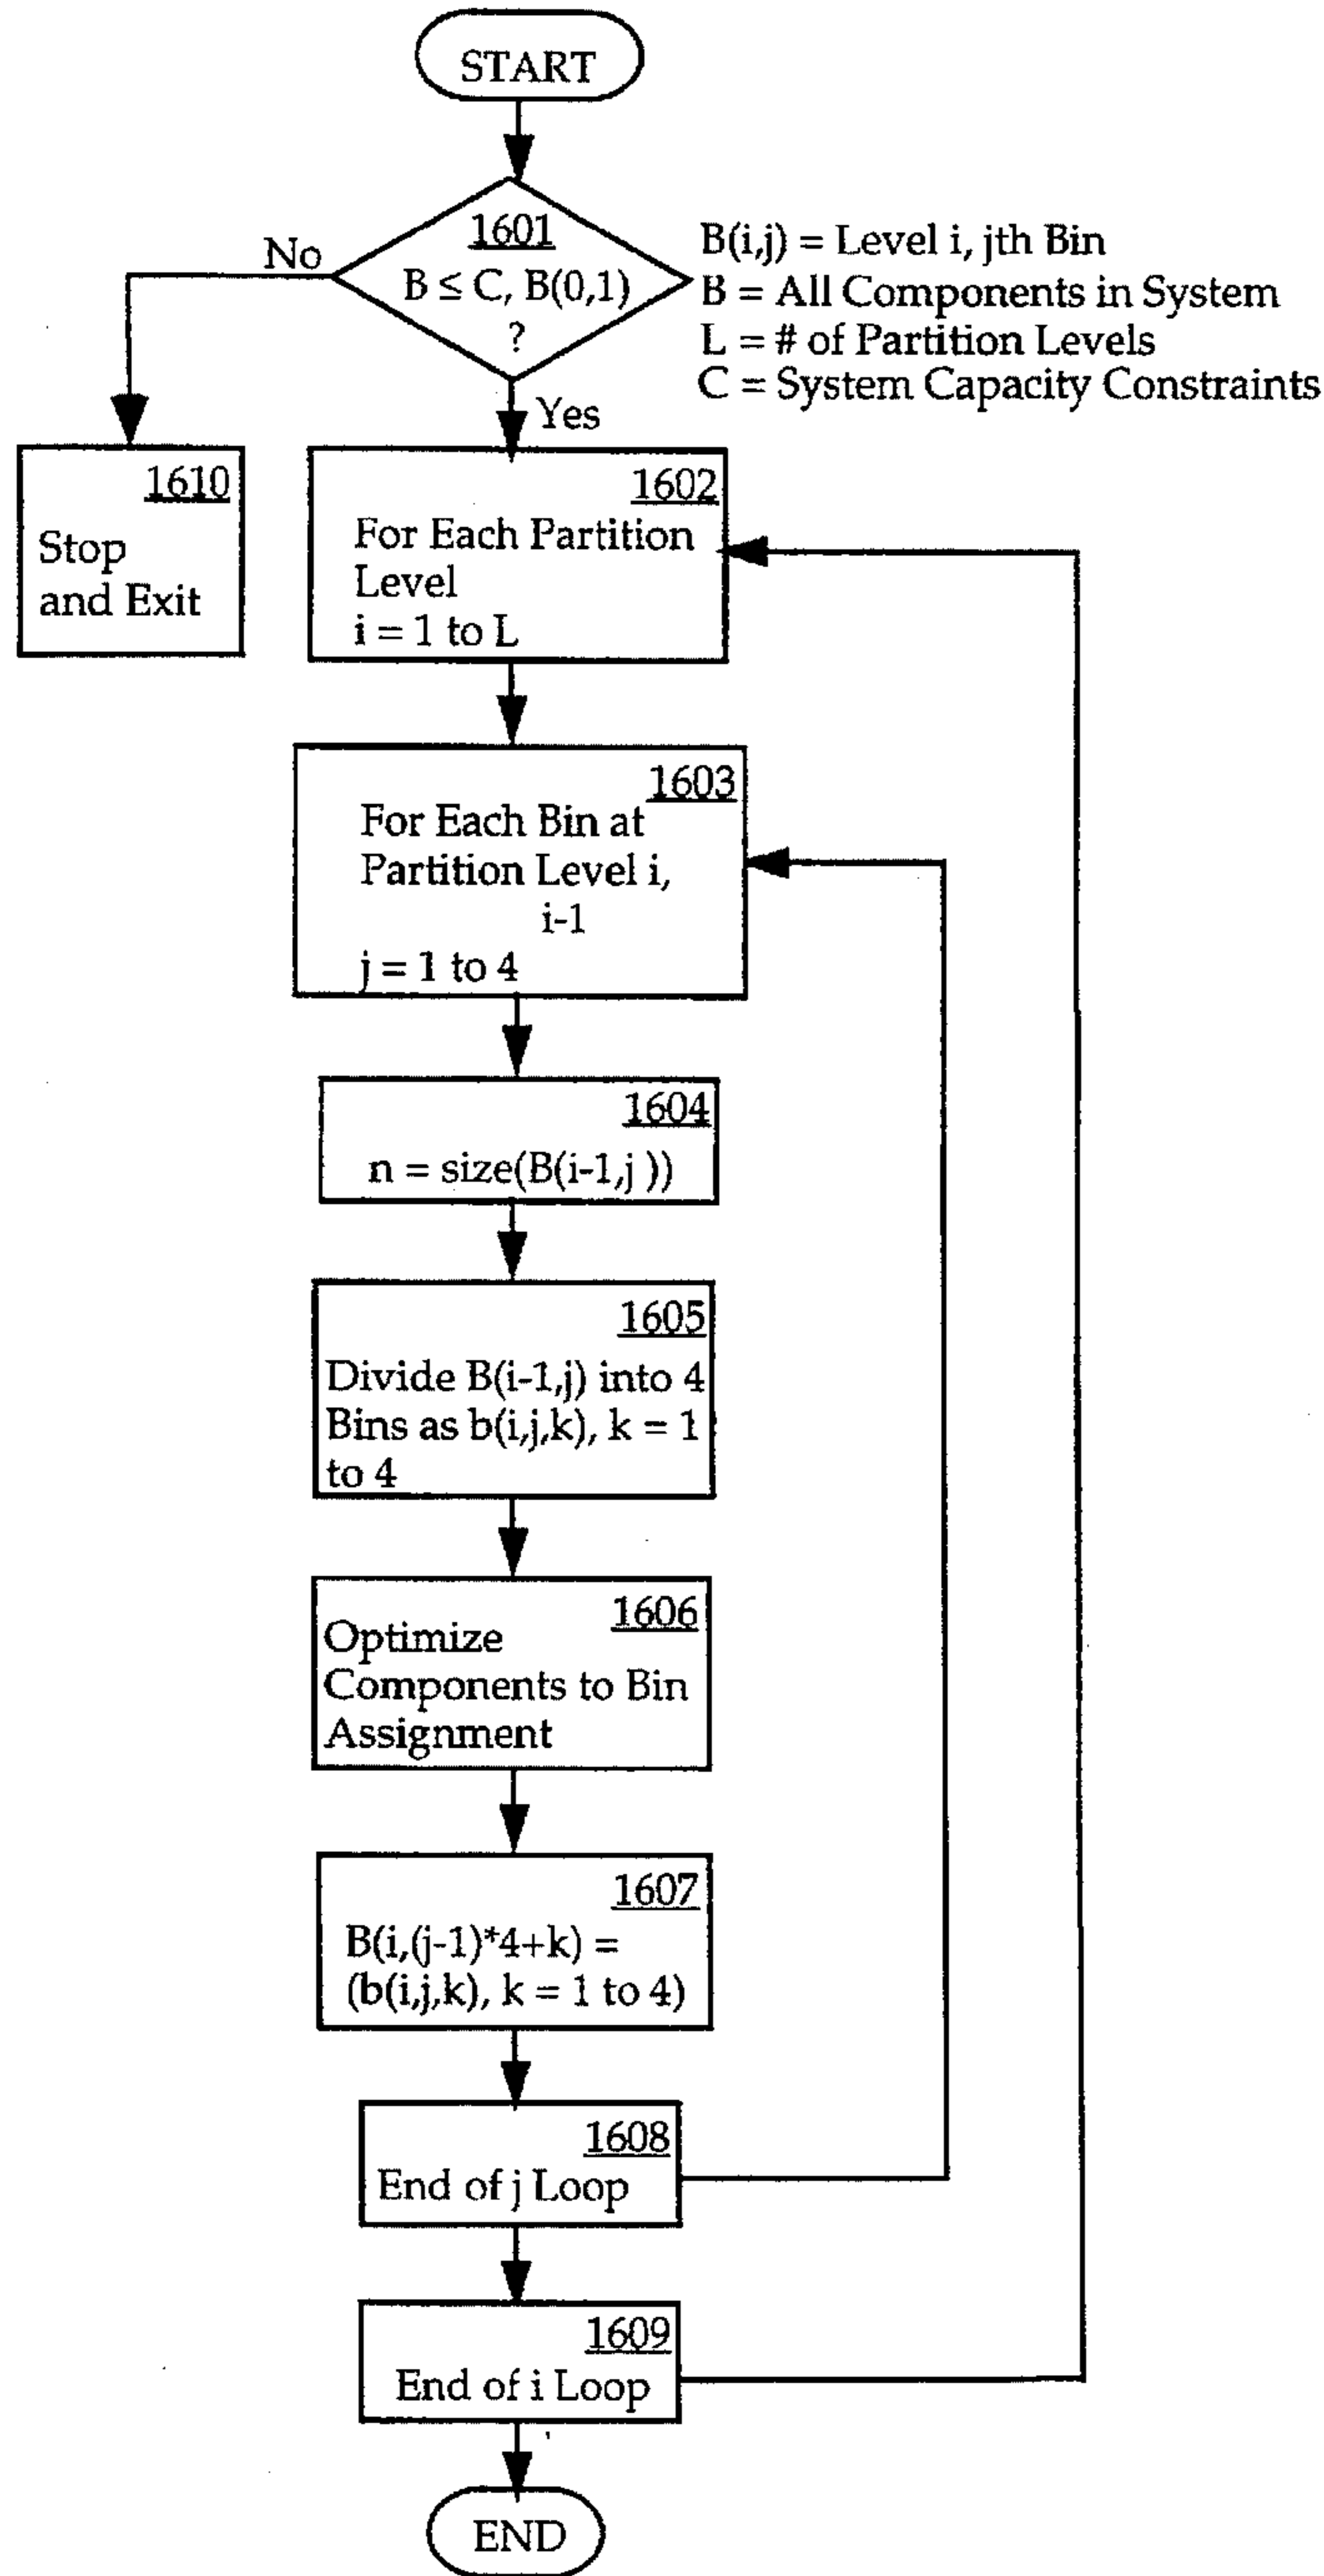 START
1601
B ≤ C, B(0,1)
?
No
Yes
B(i,j) = Level i, jth Bin
B = All Components in System
L = # of Partition Levels
C = System Capacity Constraints
1610
Stop
and Exit
1602
For Each Partition
Level
i = 1 to L
1603
For Each Bin at
Partition Level i,
i-1
j = 1 to 4
1604
n = size(B(i-1,j ))
1605
Divide B(i-1,j) into 4
Bins as b(i,j,k), k = 1
to 4
1606
Optimize
Components to Bin
Assignment
1607
B(i,(j-1)*4+k) =
(b(i,j,k), k = 1 to 4)
1608
End of j Loop
1609
End of i Loop
END